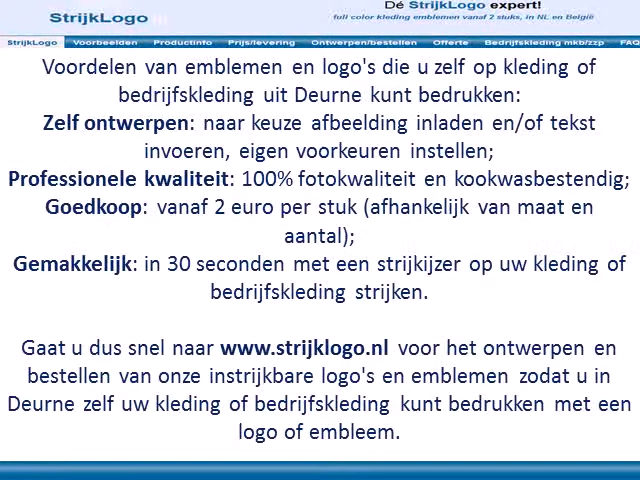 StrijkLogo
Dé StrijkLogo expert!
full color kleding emblemen vanaf 2 stuks, in NL en België
StrijkLogo Voorbeelden Productinfo Prijs/levering Ontwerpen/bestellen Offerte Bedrijfskleding mkb/zzp FAQ
Voordelen van emblemen en logo's die u zelf op kleding of
bedrijfskleding uit Deurne kunt bedrukken:
Zelf ontwerpen: naar keuze afbeelding inladen en/of tekst
invoeren, eigen voorkeuren instellen;
Professionele kwaliteit: 100% fotokwaliteit en kookwasbestendig;
Goedkoop: vanaf 2 euro per stuk (afhankelijk van maat en
aantal);
Gemakkelijk: in 30 seconden met een strijkijzer op uw kleding of
bedrijfskleding strijken.
Gaat u dus snel naar www.strijklogo.nl voor het ontwerpen en
bestellen van onze instrijkbare logo's en emblemen zodat u in
Deurne zelf uw kleding of bedrijfskleding kunt bedrukken met een
logo of embleem.